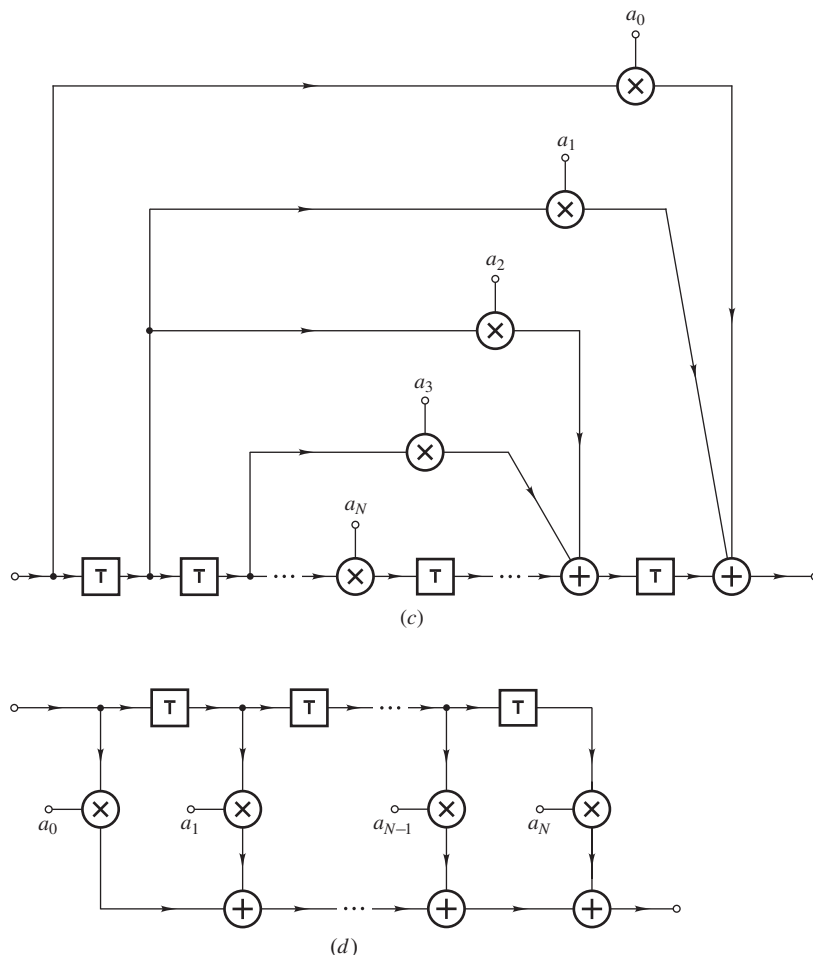 a0
a1
a2
a3
aN
T T ... T ... T
(c)
T T ... T
a0 a1 aN–1 aN
...
(d)